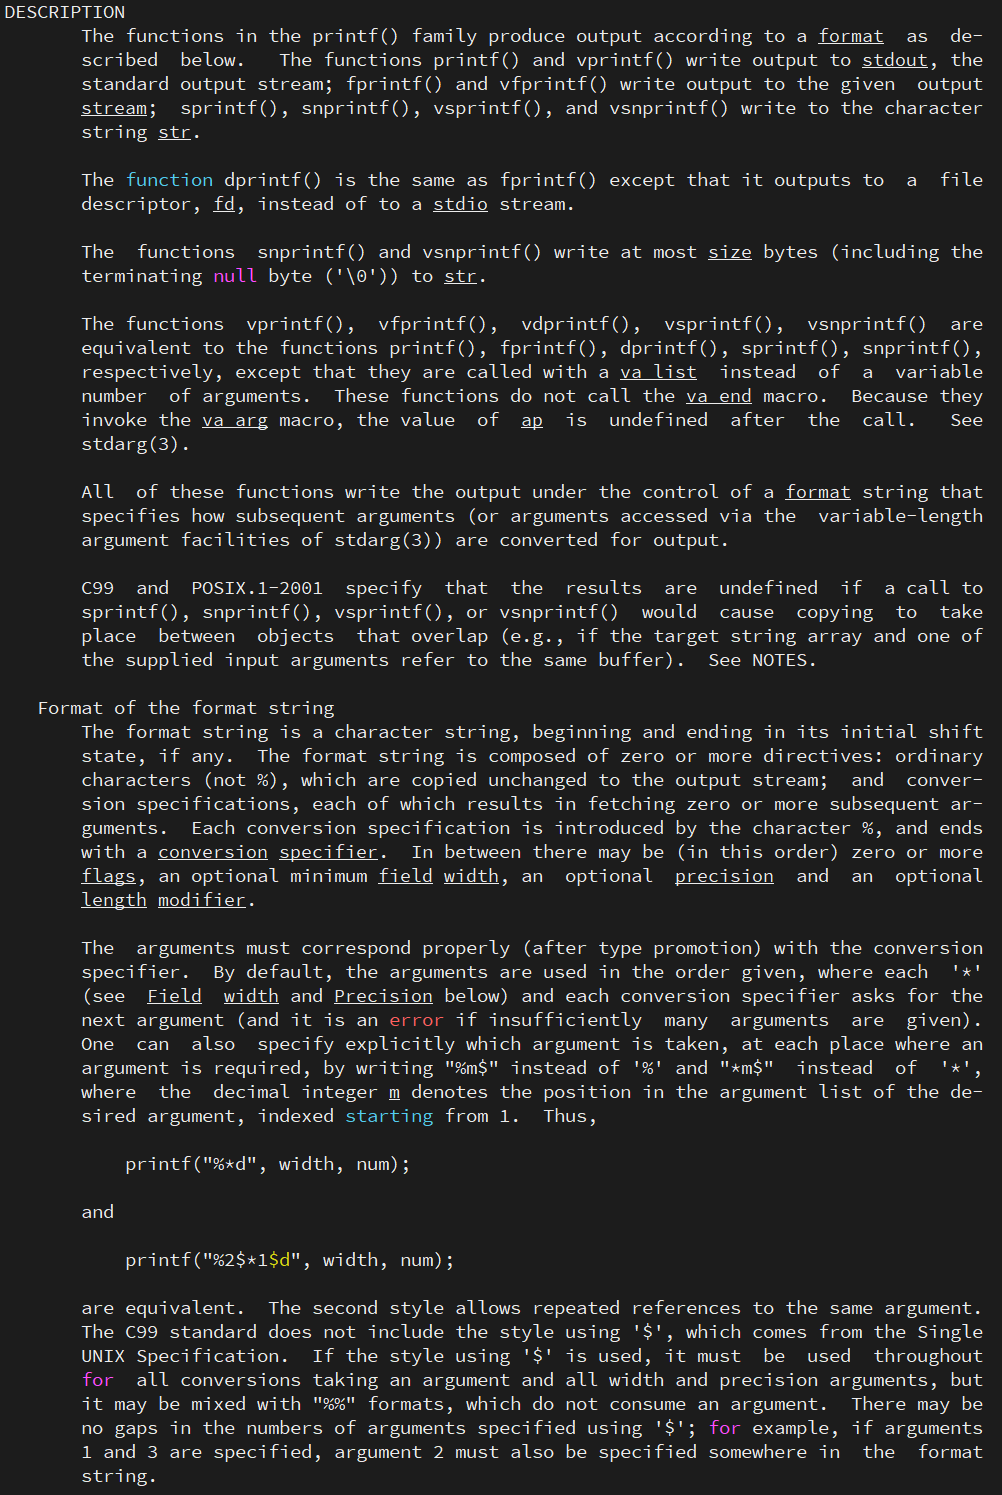 DESCRIPTION
The functions in the printf() family produce output according to a format as de-
scribed below. The functions printf() and vprintf() write output to stdout, the
standard output stream; fprintf() and vfprintf() write output to the given output
stream; sprintf(), snprintf(), vsprintf(), and vsnprintf() write to the character
string str.
The function dprintf() is the same as fprintf() except that it outputs to a file
descriptor, fd, instead of to a stdio stream.
The functions snprintf() and vsnprintf() write at most size bytes (including the
terminating null byte ('\0')) to str.
The functions vprintf(), vfprintf(), vdprintf(), vsprintf(), vsnprintf() are
equivalent to the functions printf(), fprintf(), dprintf(), sprintf(), snprintf(),
respectively, except that they are called with a va_list instead of a variable
number of arguments. These functions do not call the va_end macro. Because they
invoke the va_arg macro, the value of ap is undefined after the call. See
stdarg(3).
All of these functions write the output under the control of a format string that
specifies how subsequent arguments (or arguments accessed via the variable-length
argument facilities of stdarg(3)) are converted for output.
C99 and POSIX.1-2001 specify that the results are undefined if a call to
sprintf(), snprintf(), vsprintf(), or vsnprintf() would cause copying to take
place between objects that overlap (e.g., if the target string array and one of
the supplied input arguments refer to the same buffer). See NOTES.
Format of the format string
The format string is a character string, beginning and ending in its initial shift
state, if any. The format string is composed of zero or more directives: ordinary
characters (not %), which are copied unchanged to the output stream; and conver-
sion specifications, each of which results in fetching zero or more subsequent ar-
guments. Each conversion specification is introduced by the character %, and ends
with a conversion specifier. In between there may be (in this order) zero or more
flags, an optional minimum field width, an optional precision and an optional
length modifier.
The arguments must correspond properly (after type promotion) with the conversion
specifier. By default, the arguments are used in the order given, where each '*'
(see Field width and Precision below) and each conversion specifier asks for the
next argument (and it is an error if insufficiently many arguments are given).
One can also specify explicitly which argument is taken, at each place where an
argument is required, by writing "%m$" instead of '%' and "*m$" instead of '*',
where the decimal integer m denotes the position in the argument list of the de-
sired argument, indexed starting from 1. Thus,
printf("%*d", width, num);
and
printf("%2$*1$d", width, num);
are equivalent. The second style allows repeated references to the same argument.
The C99 standard does not include the style using '$', which comes from the Single
UNIX Specification. If the style using '$' is used, it must be used throughout
for all conversions taking an argument and all width and precision arguments, but
it may be mixed with "%%" formats, which do not consume an argument. There may be
no gaps in the numbers of arguments specified using '$'; for example, if arguments
1 and 3 are specified, argument 2 must also be specified somewhere in the format
string.